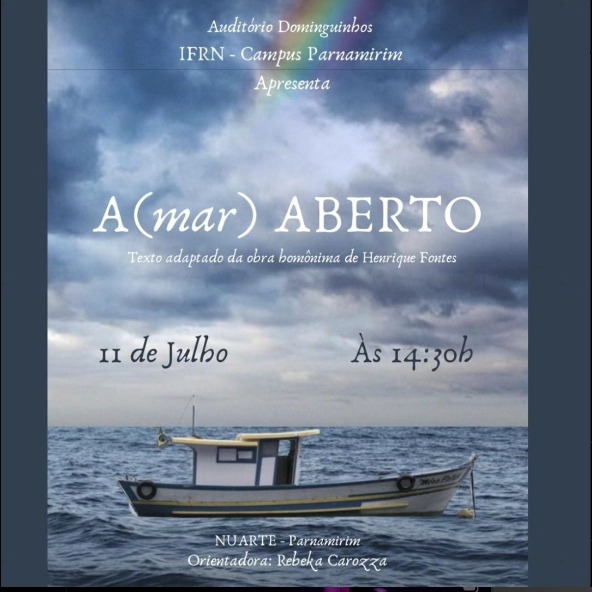 Auditório Dominguinhos
IFRN - Campus Parnamirim
Apresenta
A(mar) ABERTO
Texto adaptado da obra homônima de Henrique Fontes
11 de Julho
Às 14:30h
NUARTE - Parnamirim
Orientadora: Rebeka Carozza